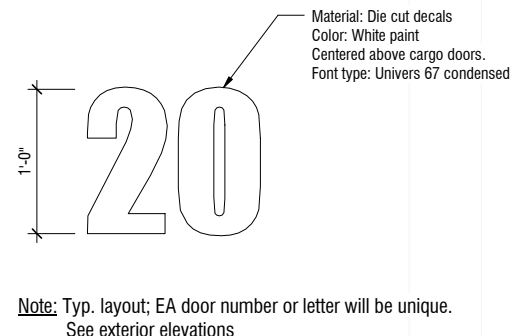 Material: Die cut decals
Color: White paint
Centered above cargo doors.
Font type: Univers 67 condensed
1'-0"
20
Note: Typ. layout; EA door number or letter will be unique.
See exterior elevations